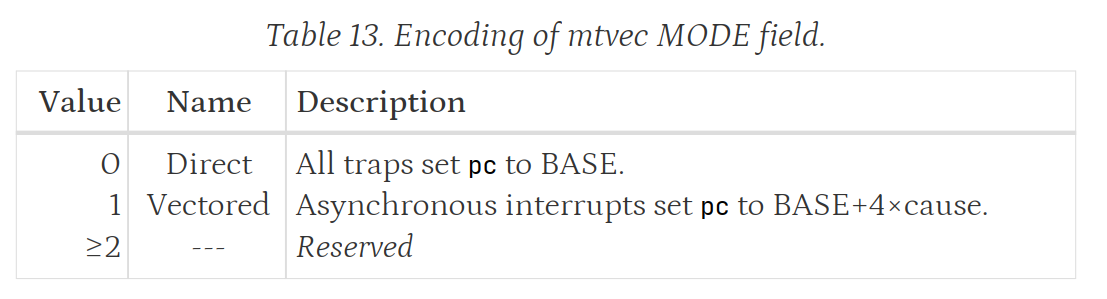 Table 13. Encoding of mtvec MODE field.
Value Name Description
0 Direct All traps set pc to BASE.
1 Vectored Asynchronous interrupts set pc to BASE+4×cause.
≥2 --- Reserved